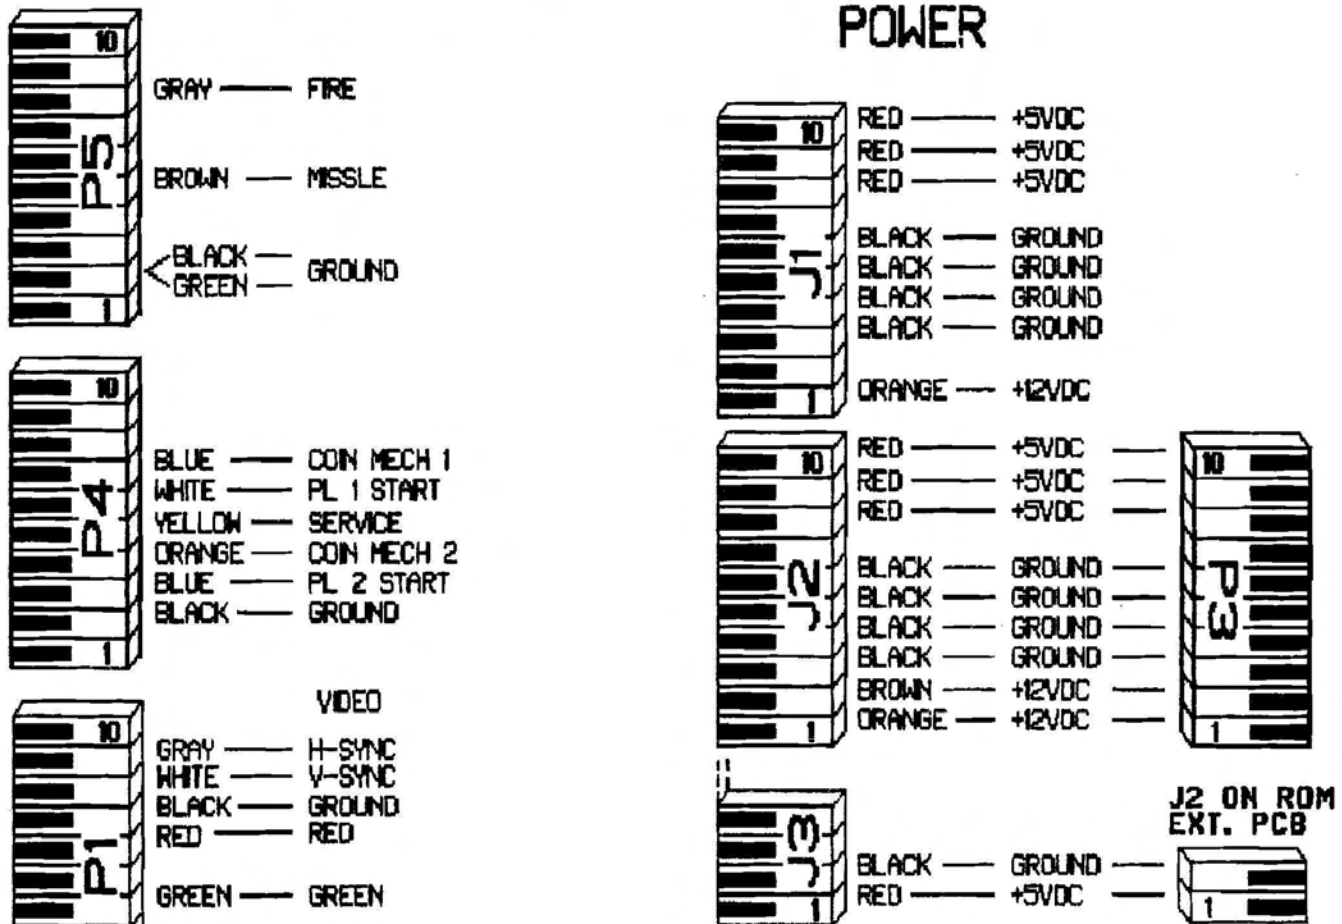 POWER
10
GRAY FIRE
P5
BROWN MISSLE
BLACK
GREEN
GROUND
1
10
P4
BLUE COIN MECH 1
WHITE PL 1 START
YELLOW SERVICE
ORANGE COIN MECH 2
BLUE PL 2 START
BLACK GROUND
1
VIDEO
10
P1
GRAY H-SYNC
WHITE V-SYNC
BLACK GROUND
RED RED
GREEN GREEN
10
J1
RED +5VDC
RED +5VDC
RED +5VDC
BLACK GROUND
BLACK GROUND
BLACK GROUND
BLACK GROUND
ORANGE +12VDC
1
10
J2
RED +5VDC
RED +5VDC
RED +5VDC
BLACK GROUND
BLACK GROUND
BLACK GROUND
BLACK GROUND
BROWN +12VDC
ORANGE +12VDC
1
10
P3
1
J3
BLACK GROUND
RED +5VDC
1
J2 ON ROM
EXT. PCB
1